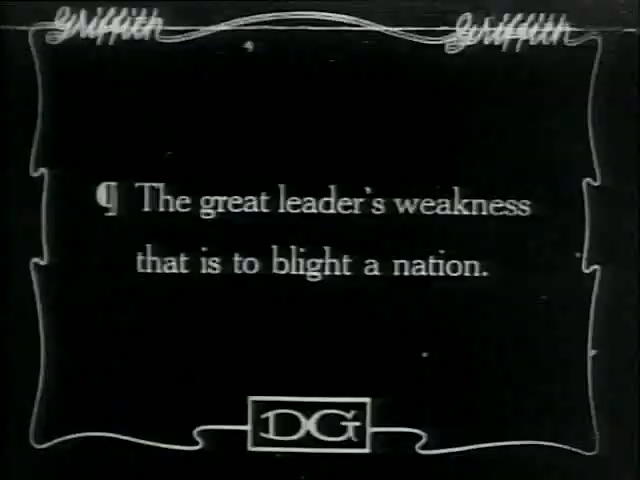 Griffith Griffith
¶ The great leader's weakness
that is to blight a nation.
DG